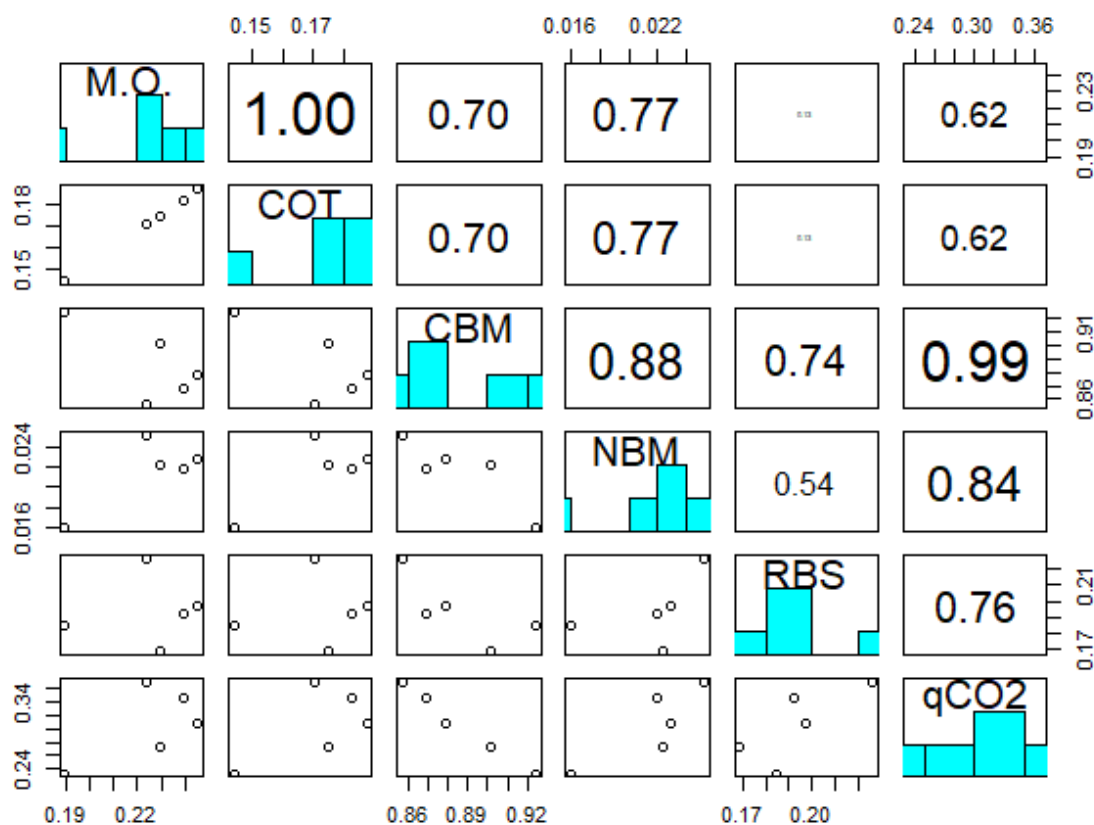 0.15 0.17 0.016 0.022 0.24 0.30 0.36
M.O. 1.00 0.70 0.77 0.62 0.19 0.23
0.15 0.18 COT 0.70 0.77 0.62
CBM 0.88 0.74 0.99 0.86 0.91
0.016 0.024 NBM 0.54 0.84
RBS 0.76 0.17 0.21
0.24 0.34 qCO2
0.19 0.22 0.86 0.89 0.92 0.17 0.20